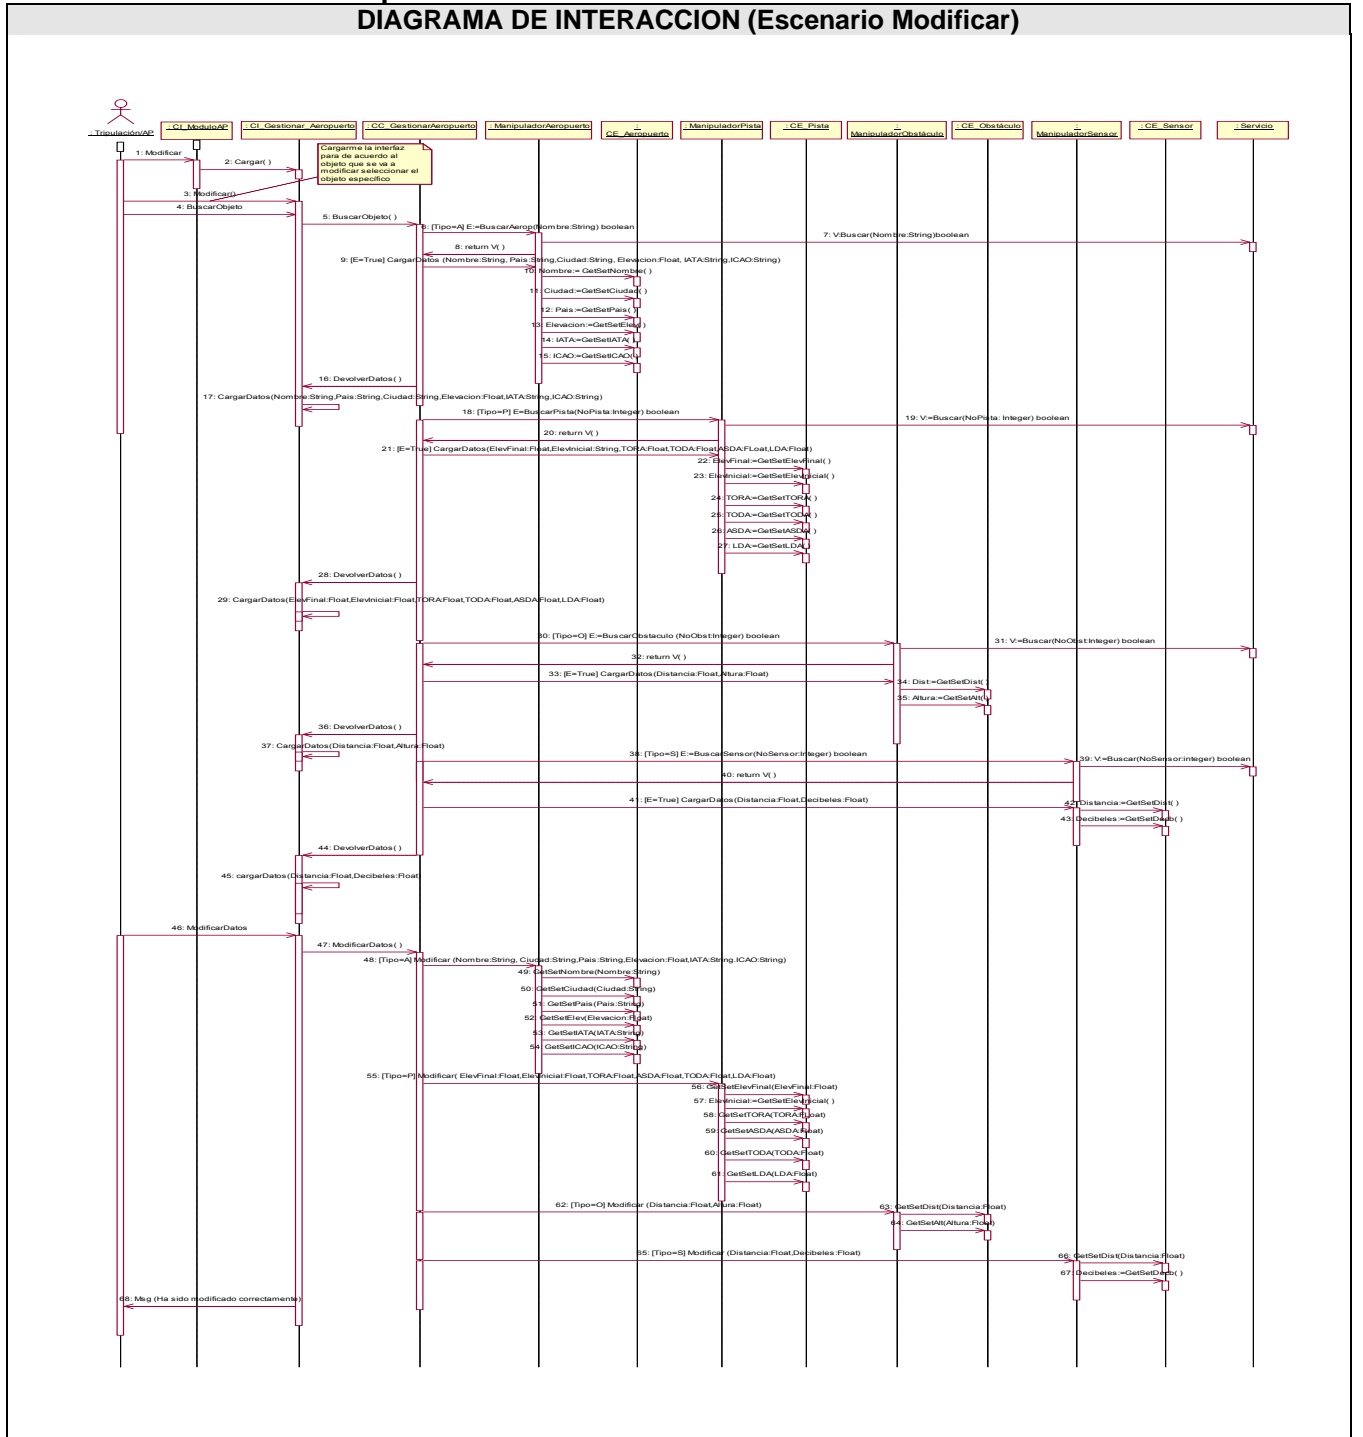 DIAGRAMA DE INTERACCION (Escenario Modificar)
: Tripulación/AP
: CI_ModuloAP
: CI_Gestionar_Aeropuerto
: CC_GestionarAeropuerto
: ManipuladorAeropuerto
:
CE_Aeropuerto
: ManipuladorPista
: CE_Pista
:
ManipuladorObstáculo
: CE_Obstáculo
:
ManipuladorSensor
: CE_Sensor
: Servicio
Cargarme la interfaz
para de acuerdo al
objeto que se va a
modificar seleccionar el
objeto específico
1: Modificar
2: Cargar( )
3: Modificar()
4: BuscarObjeto
5: BuscarObjeto( )
6: [Tipo=A] E:=BuscarAerop(Nombre:String) boolean
7: V:Buscar(Nombre:String)boolean
8: return V( )
9: [E=True] CargarDatos (Nombre:String, Pais:String,Ciudad:String, Elevacion:Float, IATA:String,ICAO:String)
10: Nombre:= GetSetNombre( )
11: Ciudad:=GetSetCiudad( )
12: Pais:=GetSetPais( )
13: Elevacion:=GetSetElev( )
14: IATA:=GetSetIATA( )
15: ICAO:=GetSetICAO( )
16: DevolverDatos( )
17: CargarDatos(Nombre:String,Pais:String,Ciudad:String,Elevacion:Float,IATA:String,ICAO:String)
18: [Tipo=P] E=BuscarPista(NoPista:Integer) boolean
19: V:=Buscar(NoPista: Integer) boolean
20: return V( )
21: [E=True] CargarDatos(ElevFinal:Float,ElevInicial:String,TORA:Float,TODA:Float,ASDA:FLoat,LDA:Float)
22: ElevFinal:=GetSetElevFinal( )
23: ElevInicial:=GetSetElevInicial( )
24: TORA:=GetSetTORA( )
25: TODA:=GetSetTODA( )
26: ASDA:=GetSetASDA( )
27: LDA:=GetSetLDA( )
28: DevolverDatos( )
29: CargarDatos(ElevFinal:Float,ElevInicial:Float,TORA:Float,TODA:Float,ASDA:Float,LDA:Float)
30: [Tipo=O] E:=BuscarObstaculo (NoObst:Integer) boolean
31: V:=Buscar(NoObst:Integer) boolean
32: return V( )
33: [E=True] CargarDatos(Distancia:Float,Altura:Float)
34: Dist:=GetSetDist( )
35: Altura:=GetSetAlt( )
36: DevolverDatos( )
37: CargarDatos(Distancia:Float,Altura:Float)
38: [Tipo=S] E:=BuscarSensor(NoSensor:Integer) boolean
39: V:=Buscar(NoSensor:integer) boolean
40: return V( )
41: [E=True] CargarDatos(Distancia:Float,Decibeles:Float)
42: Distancia:=GetSetDist( )
43: Decibeles:=GetSetDecb( )
44: DevolverDatos( )
45: cargarDatos(Distancia:Float,Decibeles:Float)
46: ModificarDatos
47: ModificarDatos( )
48: [Tipo=A] Modificar (Nombre:String, Ciudad:String,Pais:String,Elevacion:Float,IATA:String.ICAO:String)
49: GetSetNombre(Nombre:String)
50: GetSetCiudad(Ciudad:String)
51: GetSetPais(Pais:String)
52: GetSetElev(Elevacion:Float)
53: GetSetIATA(IATA:String)
54: GetSetICAO(ICAO:String)
55: [Tipo=P] Modificar( ElevFinal:Float,ElevInicial:Float,TORA:Float,ASDA:Float,TODA:Float,LDA:Float)
56: GetSetElevFinal(ElevFinal:Float)
57: ElevInicial:=GetSetElevInicial( )
58: GetSetTORA(TORA:FLoat)
59: GetSetASDA(ASDA:Float)
60: GetSetTODA(TODA:Float)
61: GetSetLDA(LDA:Float)
62: [Tipo=O] Modificar (Distancia:Float,Altura:Float)
63: GetSetDist(Distancia:Float)
64: GetSetAlt(Altura:Float)
65: [Tipo=S] Modificar (Distancia:Float,Decibeles:Float)
66: GetSetDist(Distancia:Float)
67: Decibeles:=GetSetDecb( )
68: Msg (Ha sido modificado correctamente)